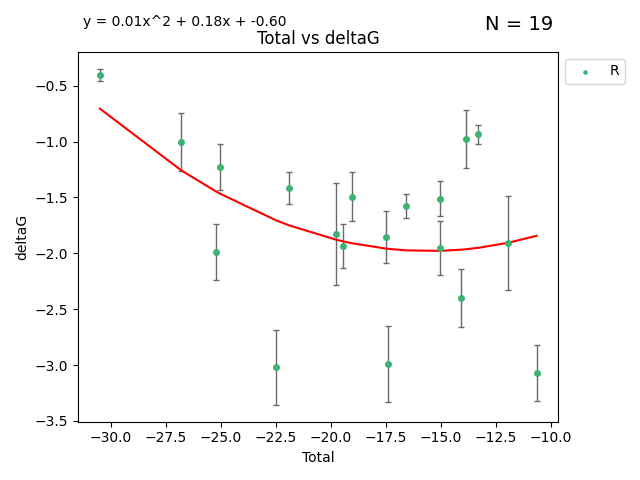 y = 0.01x^2 + 0.18x + -0.60
N = 19
Total vs deltaG
R
−0.5
−1.0
−1.5
−2.0
−2.5
−3.0
−3.5
deltaG
−30.0 −27.5 −25.0 −22.5 −20.0 −17.5 −15.0 −12.5 −10.0
Total